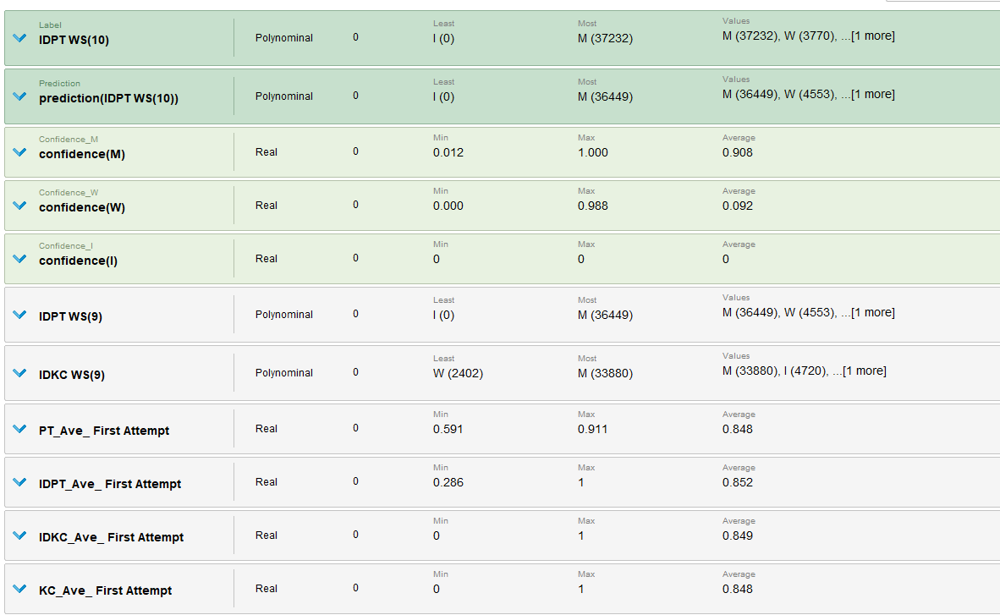 Label
IDPT WS(10)
Polynominal
0
Least
I (0)
Most
M (37232)
Values
M (37232), W (3770), ...[1 more]
Prediction
prediction(IDPT WS(10))
Polynominal
0
Least
I (0)
Most
M (36449)
Values
M (36449), W (4553), ...[1 more]
Confidence_M
confidence(M)
Real
0
Min
0.012
Max
1.000
Average
0.908
Confidence_W
confidence(W)
Real
0
Min
0.000
Max
0.988
Average
0.092
Confidence_I
confidence(I)
Real
0
Min
0
Max
0
Average
0
IDPT WS(9)
Polynominal
0
Least
I (0)
Most
M (36449)
Values
M (36449), W (4553), ...[1 more]
IDKC WS(9)
Polynominal
0
Least
W (2402)
Most
M (33880)
Values
M (33880), I (4720), ...[1 more]
PT_Ave_ First Attempt
Real
0
Min
0.591
Max
0.911
Average
0.848
IDPT_Ave_ First Attempt
Real
0
Min
0.286
Max
1
Average
0.852
IDKC_Ave_ First Attempt
Real
0
Min
0
Max
1
Average
0.849
KC_Ave_ First Attempt
Real
0
Min
0
Max
1
Average
0.848